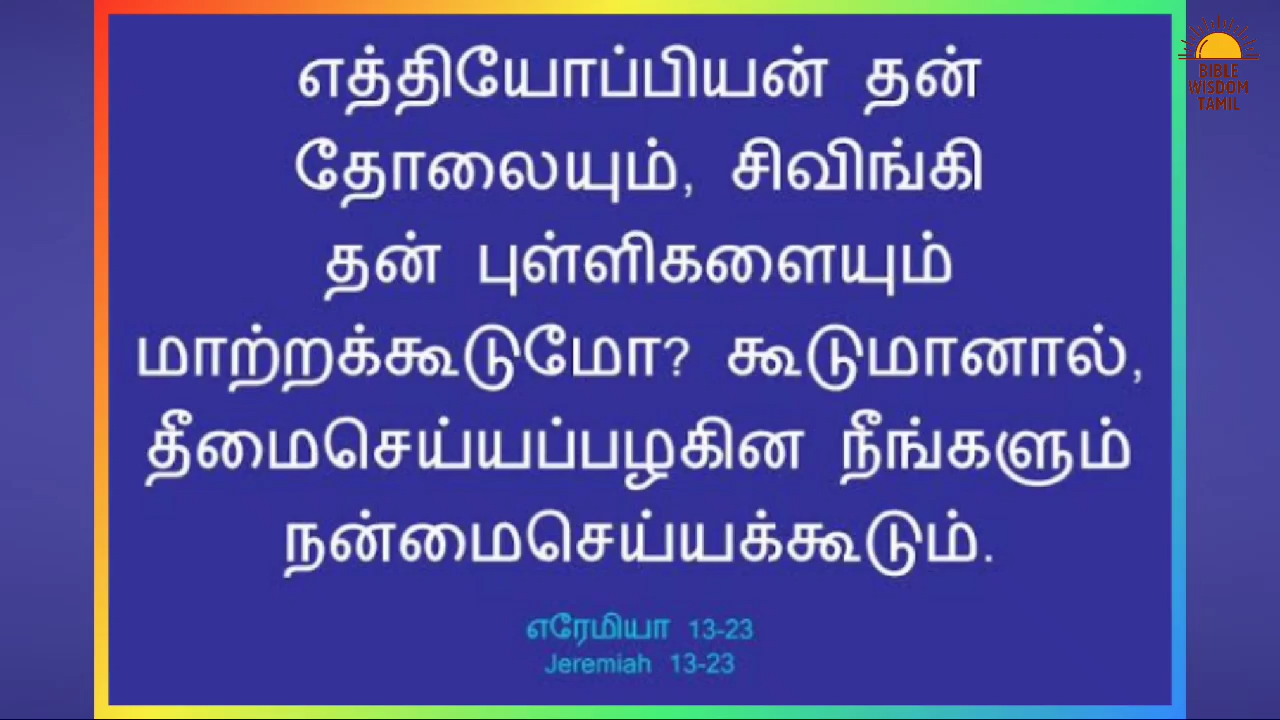 எத்தியோப்பியன் தன்
தோலையும், சிவிங்கி
தன் புள்ளிகளையும்
மாற்றக்கூடுமோ? கூடுமானால்,
தீமைசெய்யப்பழகின நீங்களும்
நன்மைசெய்யக்கூடும்.
எரேமியா 13-23
Jeremiah 13-23
BIBLE
WISDOM
TAMIL